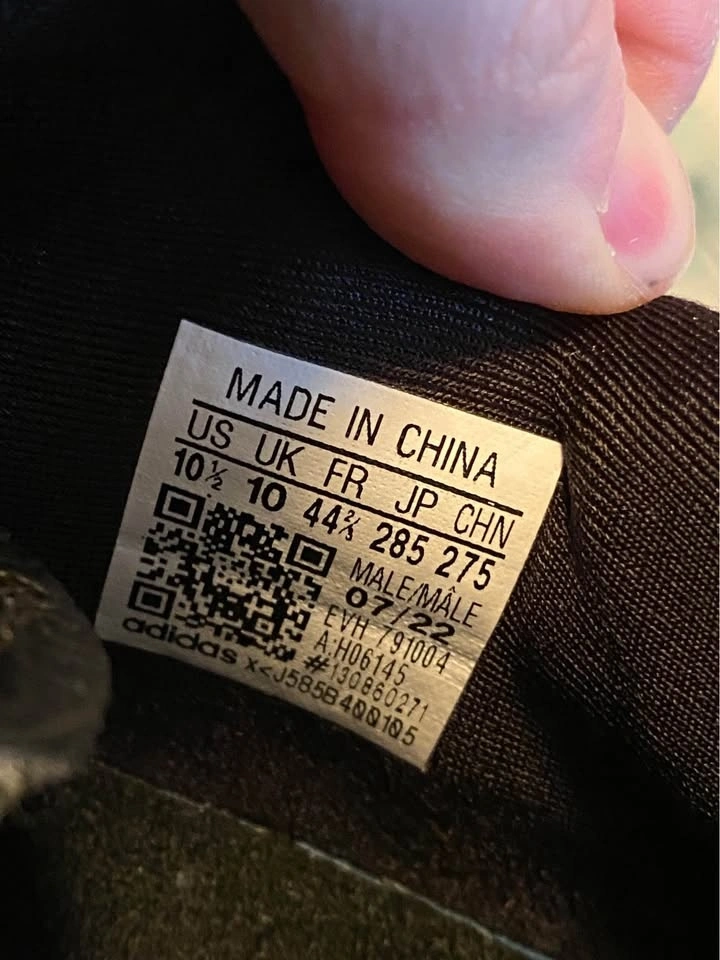 MADE IN CHINA
US UK FR JP CHN
10½ 10 44⅔ 285 275
MALE/MÂLE
07/22
EVH 791004
A:H06145
#130860271
adidas x<J585B400105